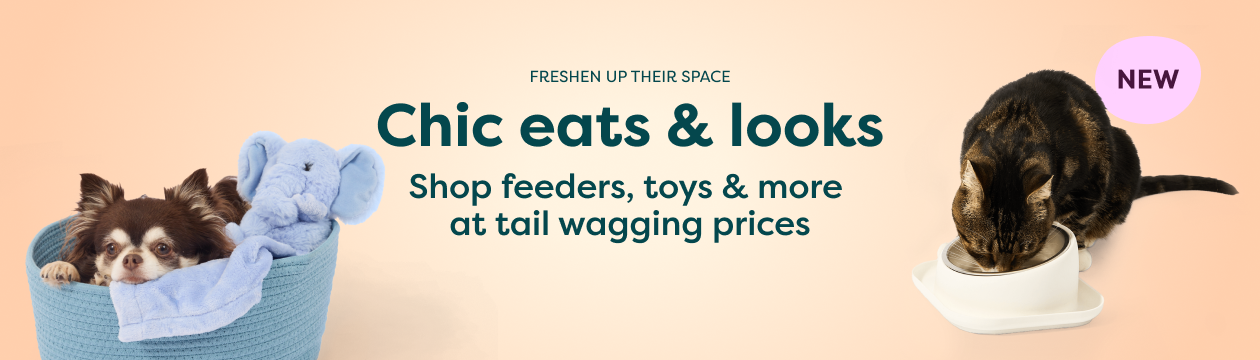 FRESHEN UP THEIR SPACE
Chic eats & looks
Shop feeders, toys & more
at tail wagging prices
NEW